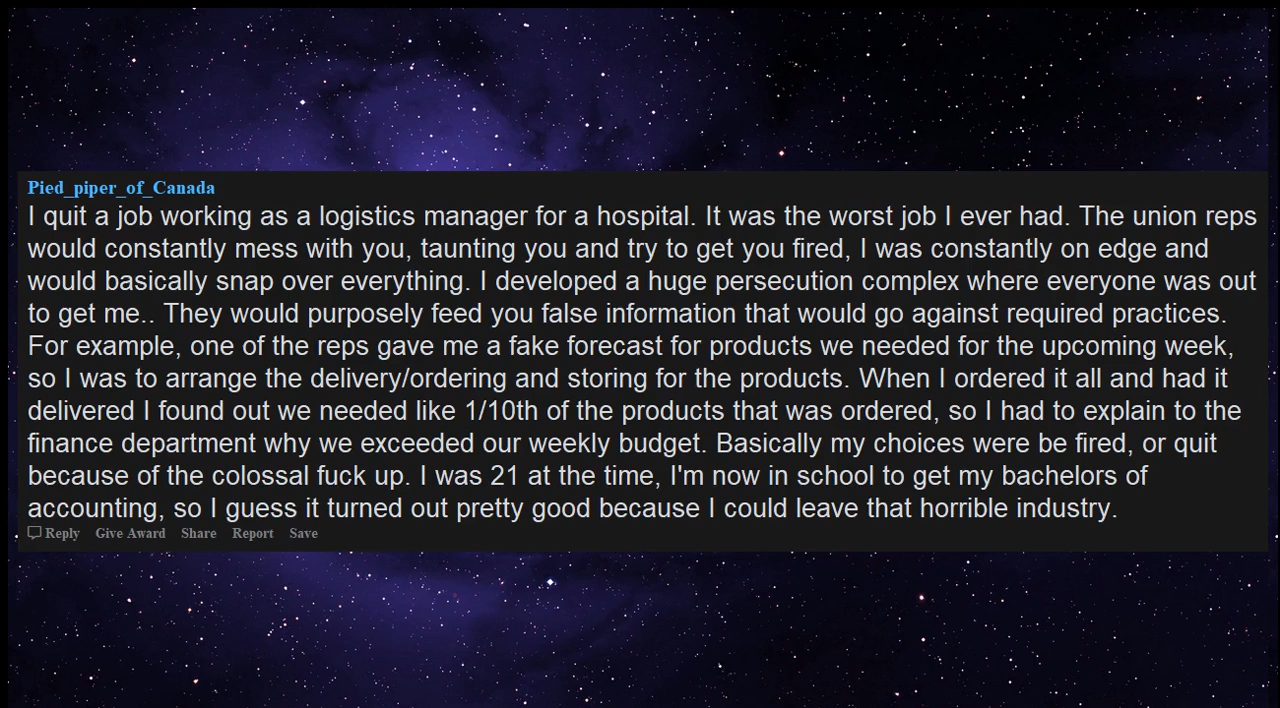 Pied_piper_of_Canada
I quit a job working as a logistics manager for a hospital. It was the worst job I ever had. The union reps
would constantly mess with you, taunting you and try to get you fired, I was constantly on edge and
would basically snap over everything. I developed a huge persecution complex where everyone was out
to get me.. They would purposely feed you false information that would go against required practices.
For example, one of the reps gave me a fake forecast for products we needed for the upcoming week,
so I was to arrange the delivery/ordering and storing for the products. When I ordered it all and had it
delivered I found out we needed like 1/10th of the products that was ordered, so I had to explain to the
finance department why we exceeded our weekly budget. Basically my choices were be fired, or quit
because of the colossal fuck up. I was 21 at the time, I'm now in school to get my bachelors of
accounting, so I guess it turned out pretty good because I could leave that horrible industry.
Reply Give Award Share Report Save